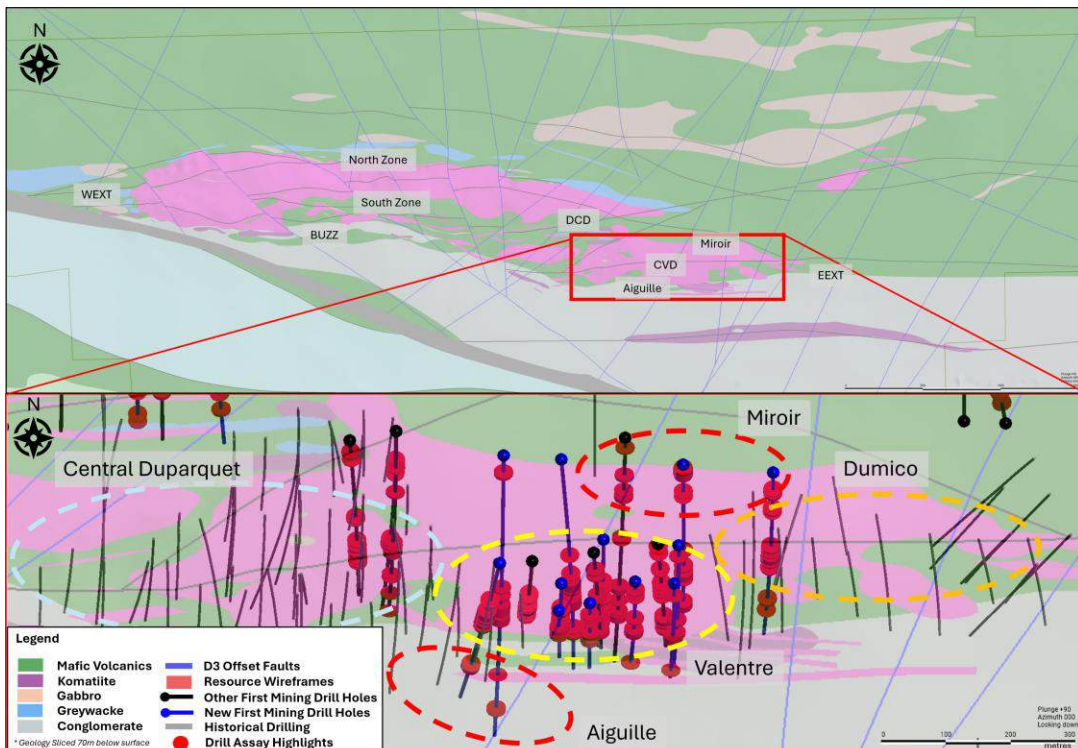 N
North Zone
WEXT
South Zone
DCD
BUZZ
Miroir
CVD
EEXT
Aiguille
N
Miroir
Central Duparquet
Dumico
Valentre
Aiguille
Legend
Mafic Volcanics
Komatiite
Gabbro
Greywacke
Conglomerate
* Geology Sliced 70m below surface
D3 Offset Faults
Resource Wireframes
Other First Mining Drill Holes
New First Mining Drill Holes
Historical Drilling
Drill Assay Highlights
Plunge +90
Azimuth 000
Looking down
0 100 200 300
metres